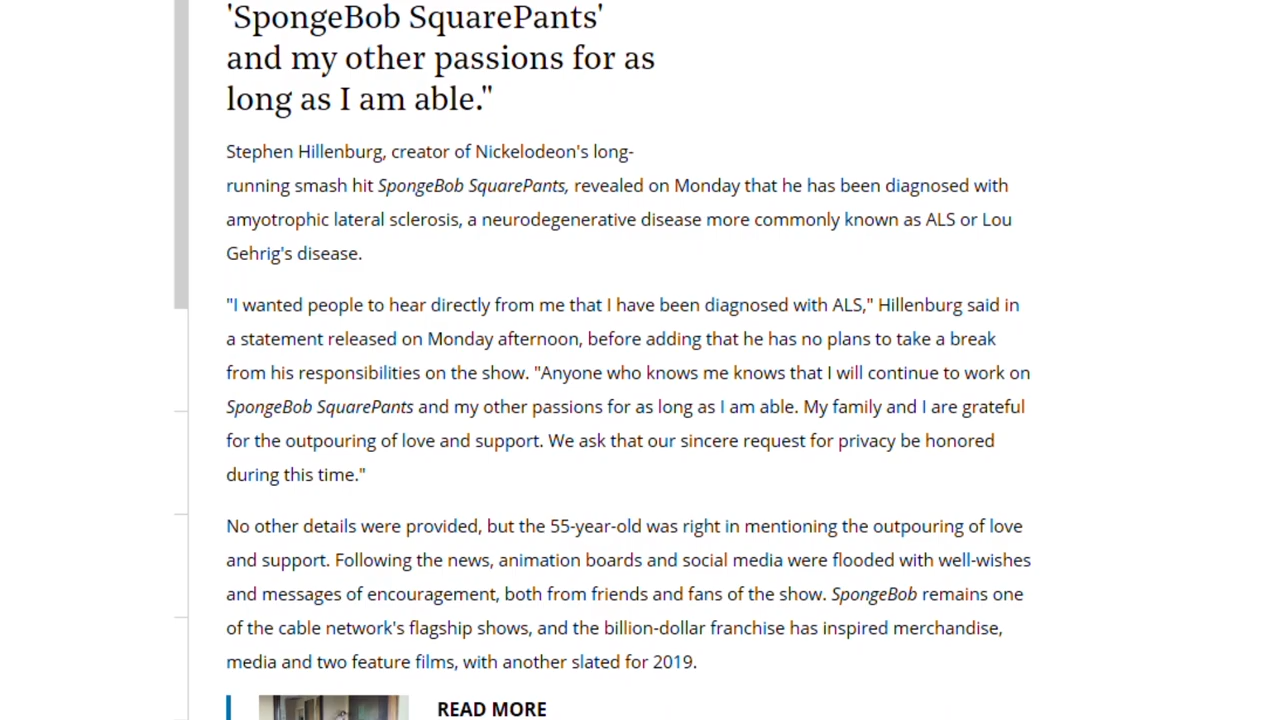 'SpongeBob SquarePants'
and my other passions for as
long as I am able."
Stephen Hillenburg, creator of Nickelodeon's long-
running smash hit SpongeBob SquarePants, revealed on Monday that he has been diagnosed with
amyotrophic lateral sclerosis, a neurodegenerative disease more commonly known as ALS or Lou
Gehrig's disease.
"I wanted people to hear directly from me that I have been diagnosed with ALS," Hillenburg said in
a statement released on Monday afternoon, before adding that he has no plans to take a break
from his responsibilities on the show. "Anyone who knows me knows that I will continue to work on
SpongeBob SquarePants and my other passions for as long as I am able. My family and I are grateful
for the outpouring of love and support. We ask that our sincere request for privacy be honored
during this time."
No other details were provided, but the 55-year-old was right in mentioning the outpouring of love
and support. Following the news, animation boards and social media were flooded with well-wishes
and messages of encouragement, both from friends and fans of the show. SpongeBob remains one
of the cable network's flagship shows, and the billion-dollar franchise has inspired merchandise,
media and two feature films, with another slated for 2019.
READ MORE